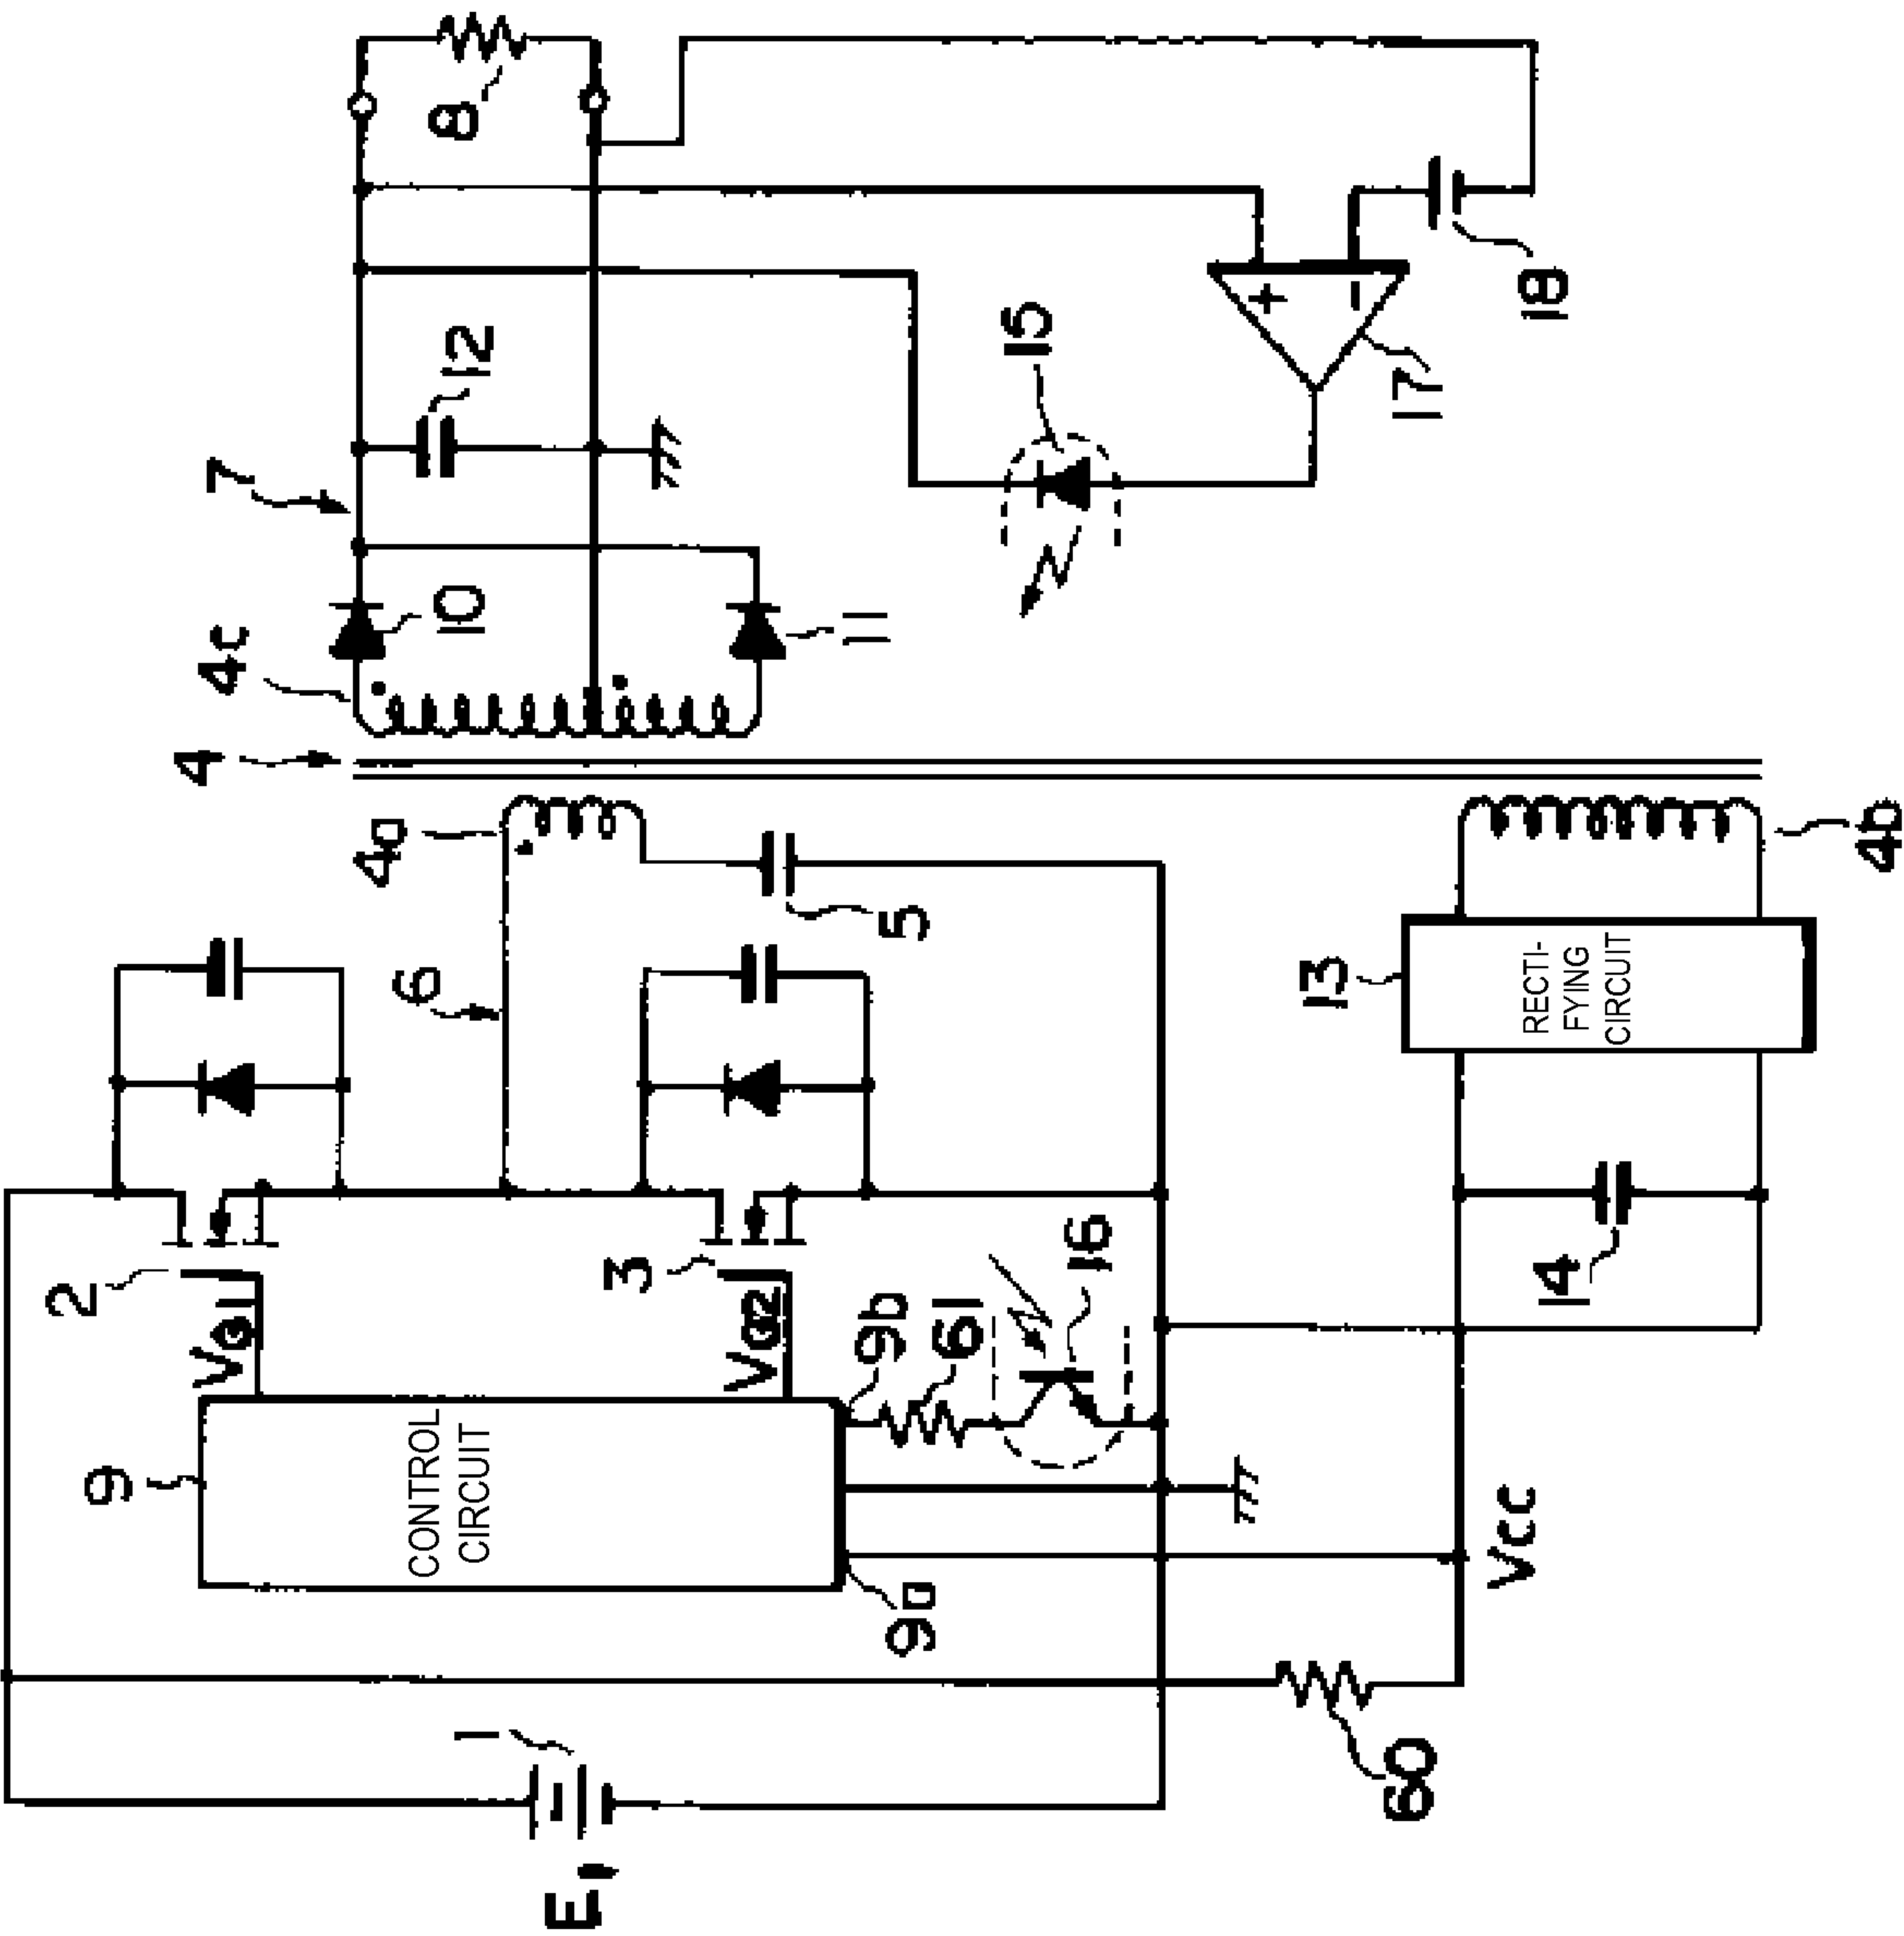 2
9
4
4c
7
VG1
4a
6
CONTROL
CIRCUIT
10
12
8
1
E1
3
VG2
11
9b
5
9a
61
15
16
13
60
17
VCC
RECTI-
FYING
CIRCUIT
14
18
4b